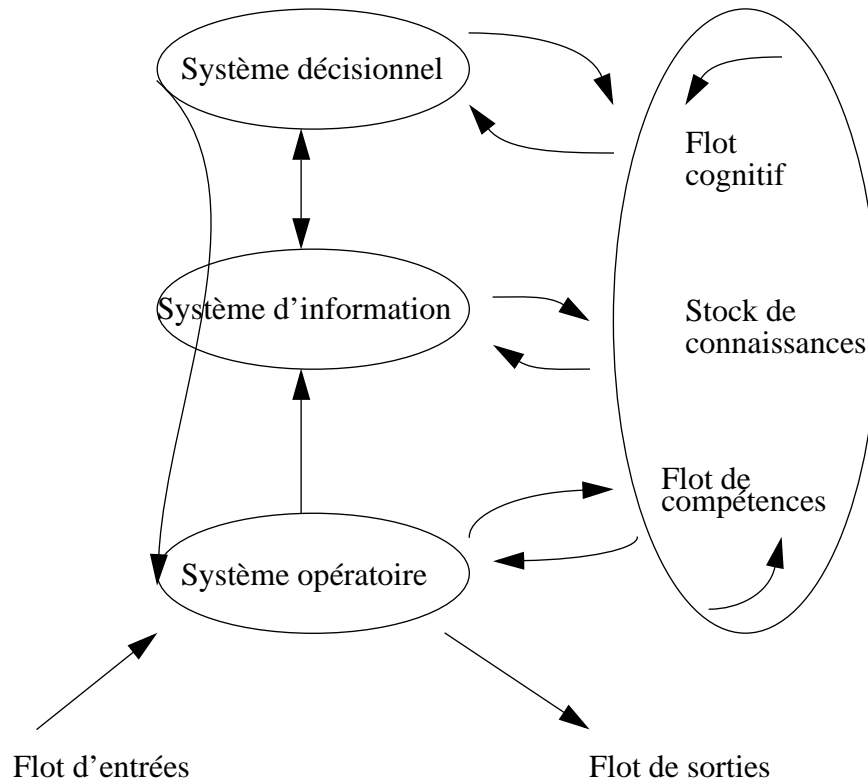 Système décisionnel
Flot
cognitif
Système d’information
Stock de
connaissances
Flot de
compétences
Système opératoire
Flot d’entrées
Flot de sorties